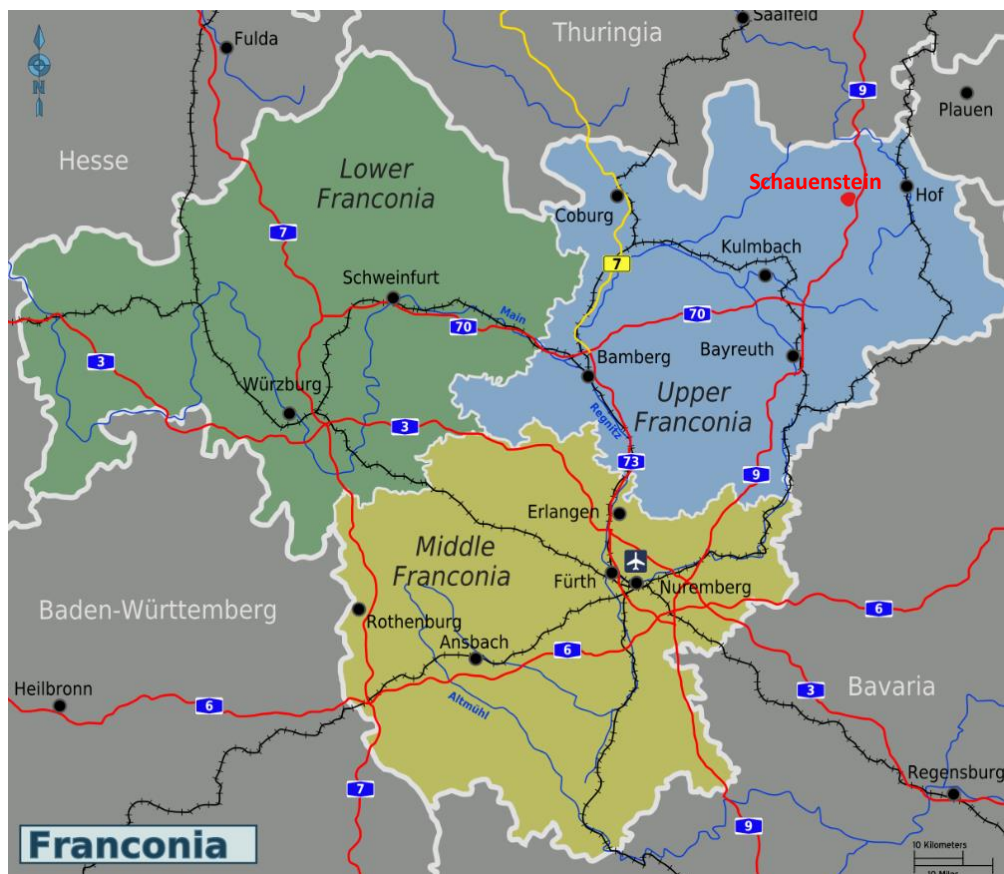 Saalfeld
Thuringia
Fulda
9
Plauen
N
Hesse
Lower
Franconia
Schauenstein
Hof
Coburg
7
Kulmbach
7
Schweinfurt
Main
70
70
3
Bamberg
Bayreuth
Würzburg
Upper
Franconia
Regnitz
3
73
9
Erlangen
Middle
Franconia
Fürth
Nuremberg
Baden-Württemberg
Rothenburg
6
Ansbach
6
Heilbronn
6
Altmühl
3
Bavaria
Regensburg
7
9
Franconia
10 Kilometers
10 Miles